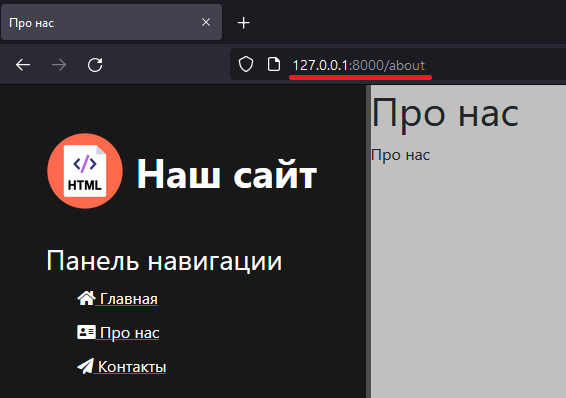 Про нас
127.0.0.1:8000/about
Про нас
Про нас
</> HTML
Наш сайт
Панель навигации
Главная
Про нас
Контакты